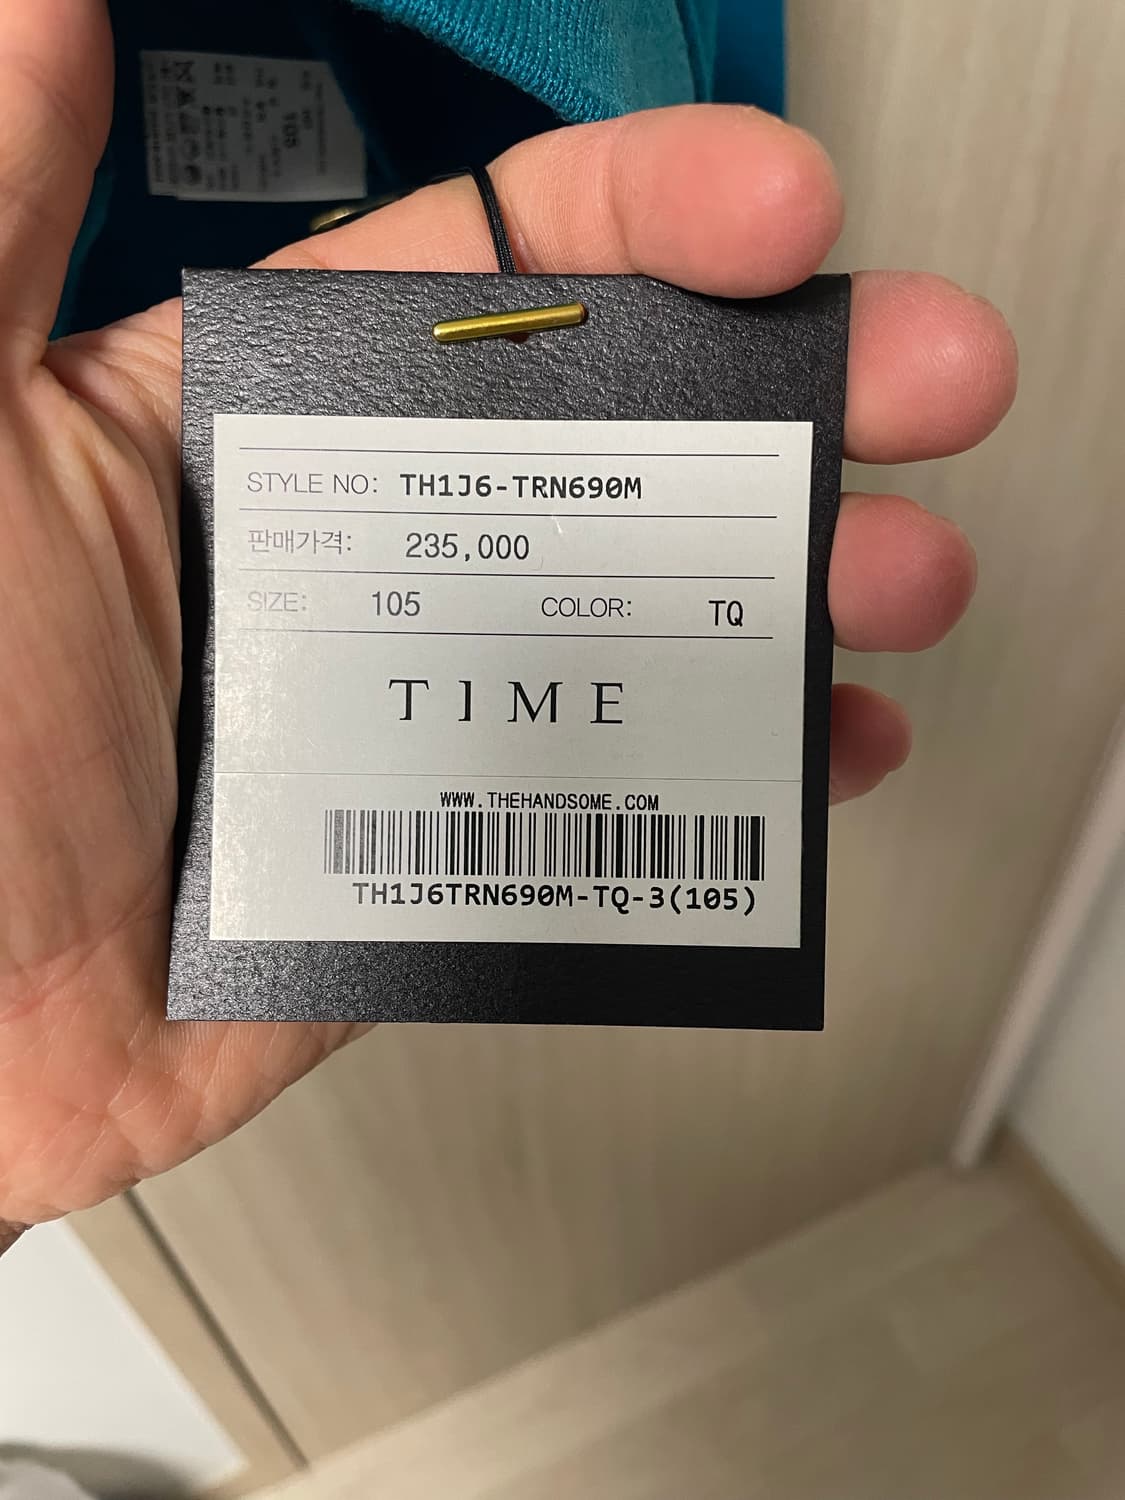 105
STYLE NO: TH1J6-TRN690M
판매가격: 235,000
SIZE: 105 COLOR: TQ
TIME
WWW.THEHANDSOME.COM
TH1J6TRN690M-TQ-3(105)